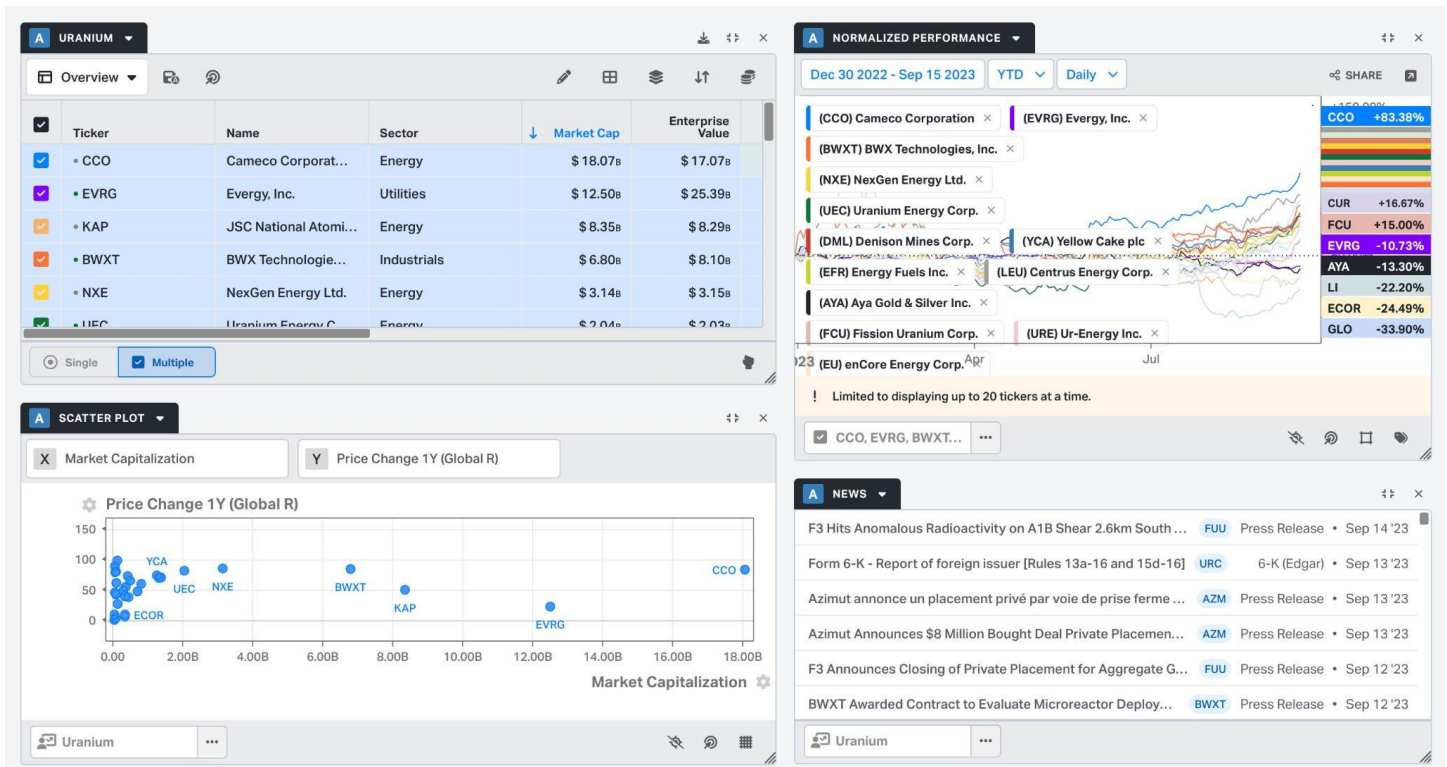 A URANIUM
Overview
Ticker Name Sector ↓ Market Cap Enterprise Value
• CCO Cameco Corporat... Energy $ 18.07B $ 17.07B
• EVRG Evergy, Inc. Utilities $ 12.50B $ 25.39B
• KAP JSC National Atomi... Energy $ 8.35B $ 8.29B
• BWXT BWX Technologie... Industrials $ 6.80B $ 8.10B
• NXE NexGen Energy Ltd. Energy $ 3.14B $ 3.15B
• UEC Uranium Energy C Energy $ 2.04B $ 2.03B
Single Multiple
A SCATTER PLOT
X Market Capitalization Y Price Change 1Y (Global R)
Price Change 1Y (Global R)
150
100
50
0
YCA
UEC
NXE
BWXT
KAP
EVRG
CCO
ECOR
0.00 2.00B 4.00B 6.00B 8.00B 10.00B 12.00B 14.00B 16.00B 18.00B
Market Capitalization
Uranium ...
A NORMALIZED PERFORMANCE
Dec 30 2022 - Sep 15 2023 YTD Daily SHARE
(CCO) Cameco Corporation × (EVRG) Evergy, Inc. ×
(BWXT) BWX Technologies, Inc. ×
(NXE) NexGen Energy Ltd. ×
(UEC) Uranium Energy Corp. ×
(DML) Denison Mines Corp. × (YCA) Yellow Cake plc ×
(EFR) Energy Fuels Inc. × (LEU) Centrus Energy Corp. ×
(AYA) Aya Gold & Silver Inc. ×
(FCU) Fission Uranium Corp. × (URE) Ur-Energy Inc. ×
(EU) enCore Energy Corp.
CCO +83.38%
CUR +16.67%
FCU +15.00%
EVRG -10.73%
AYA -13.30%
LI -22.20%
ECOR -24.49%
GLO -33.90%
Apr Jul
! Limited to displaying up to 20 tickers at a time.
CCO, EVRG, BWXT... ...
A NEWS
F3 Hits Anomalous Radioactivity on A1B Shear 2.6km South ... FUU Press Release • Sep 14 '23
Form 6-K - Report of foreign issuer [Rules 13a-16 and 15d-16] URC 6-K (Edgar) • Sep 13 '23
Azimut annonce un placement privé par voie de prise ferme ... AZM Press Release • Sep 13 '23
Azimut Announces $8 Million Bought Deal Private Placemen... AZM Press Release • Sep 13 '23
F3 Announces Closing of Private Placement for Aggregate G... FUU Press Release • Sep 12 '23
BWXT Awarded Contract to Evaluate Microreactor Deploy... BWXT Press Release • Sep 12 '23
Uranium ...